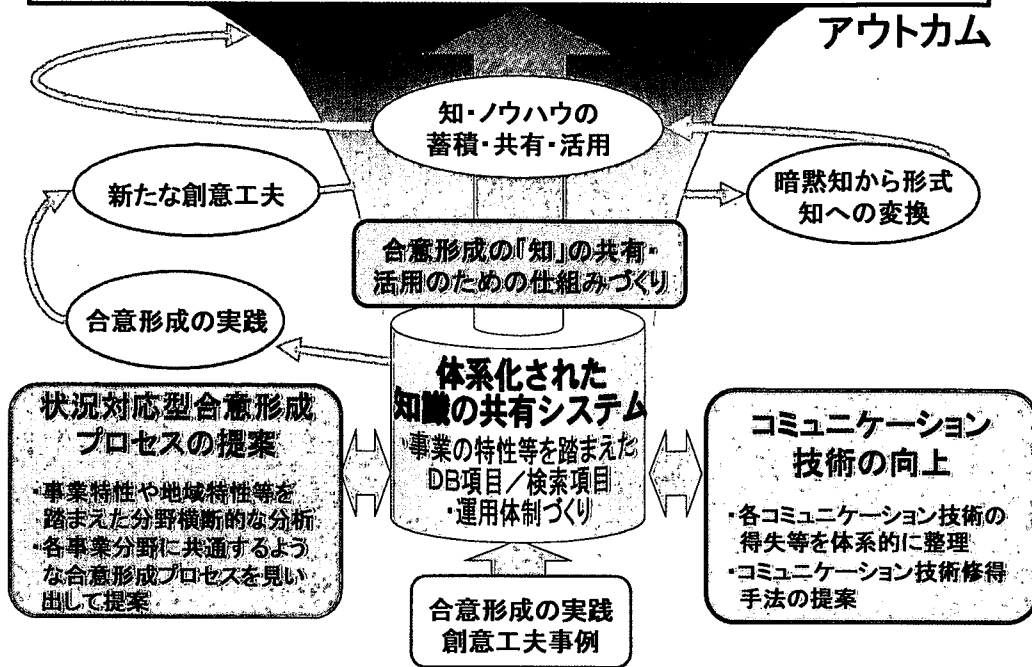 アウトカム
知・ノウハウの
蓄積・共有・活用
新たな創意工夫
暗黙知から形式
知への変換
合意形成の「知」の共有・
活用のための仕組みづくり
合意形成の実践
体系化された
知識の共有システム
・事業の特性等を踏まえた
DB項目／検索項目
・運用体制づくり
状況対応型合意形成
プロセスの提案
・事業特性や地域特性等を
踏まえた分野横断的な分析
・各事業分野に共通するよう
な合意形成プロセスを見い
出して提案
コミュニケーション
技術の向上
・各コミュニケーション技術の
得失等を体系的に整理
・コミュニケーション技術修得
手法の提案
合意形成の実践
創意工夫事例